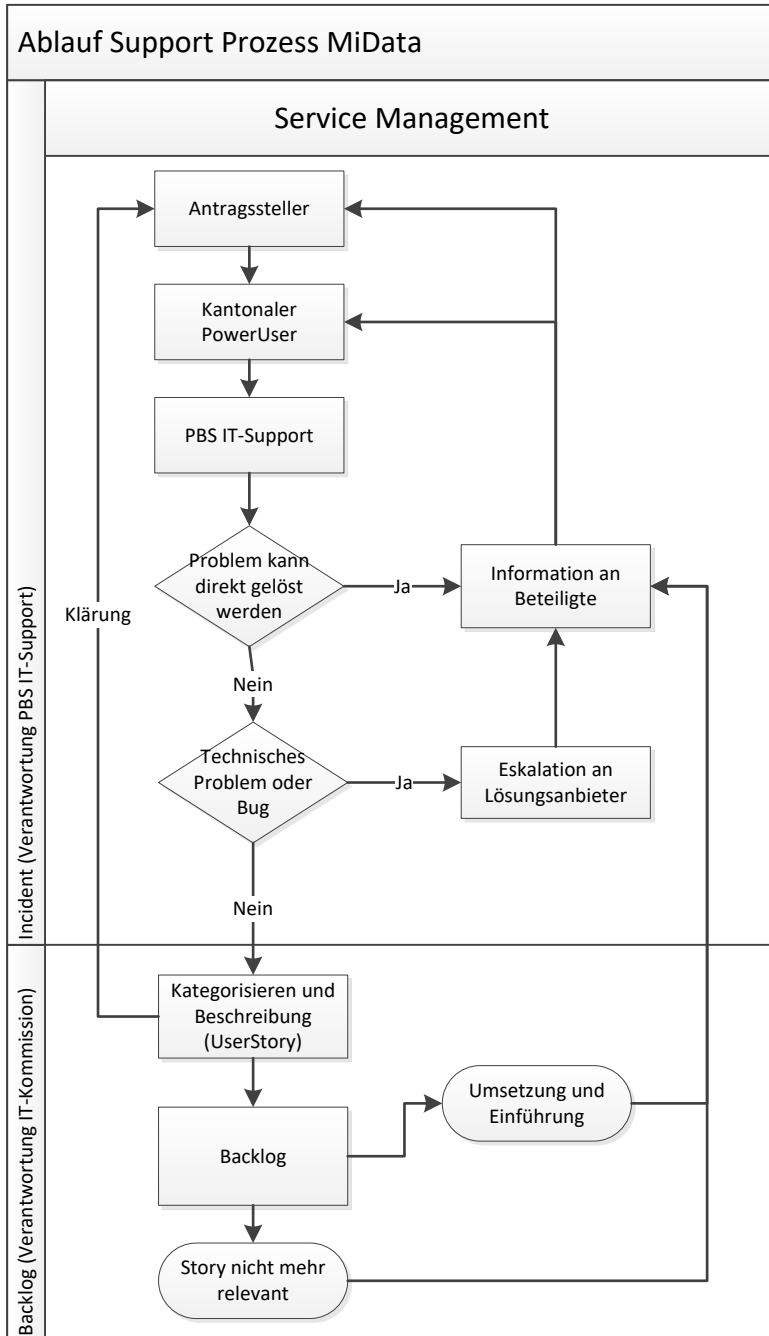 Ablauf Support Prozess MiData
Service Management
Incident (Verantwortung PBS IT-Support)
Antragssteller
Kantonaler
PowerUser
PBS IT-Support
Problem kann
direkt gelöst
werden
Ja
Information an
Beteiligte
Klärung
Nein
Technisches
Problem oder
Bug
Ja
Eskalation an
Lösungsanbieter
Nein
Backlog (Verantwortung IT-Kommission)
Kategorisieren und
Beschreibung
(UserStory)
Umsetzung und
Einführung
Backlog
Story nicht mehr
relevant